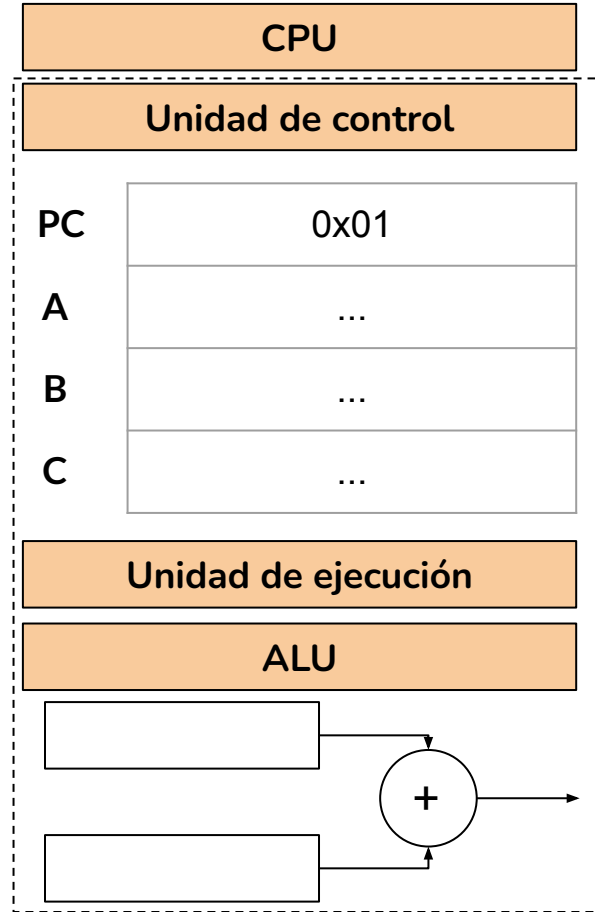 CPU
Unidad de control
PC 0x01
A ...
B ...
C ...
Unidad de ejecución
ALU
+